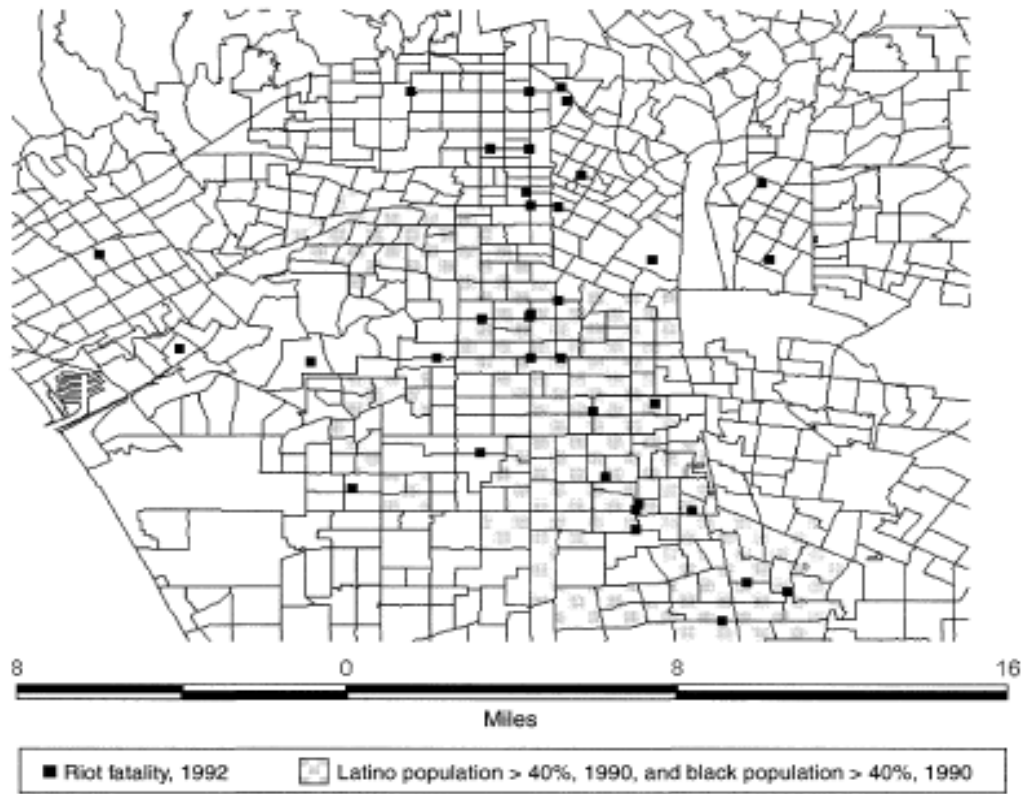 8 0 8 16
Miles
Riot fatality, 1992 Latino population > 40%, 1990, and black population > 40%, 1990